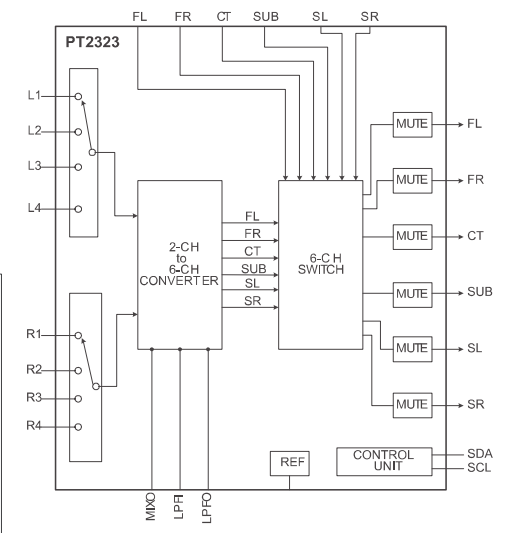 FL FR CT SUB SL SR
PT2323
L1
L2
L3
L4
R1
R2
R3
R4
2-CH
to
6-CH
CONVERTER
FL
FR
CT
SUB
SL
SR
6-CH
SWITCH
MUTE FL
MUTE FR
MUTE CT
MUTE SUB
MUTE SL
MUTE SR
REF
CONTROL
UNIT
SDA
SCL
MIXO
LPFI
LPFO